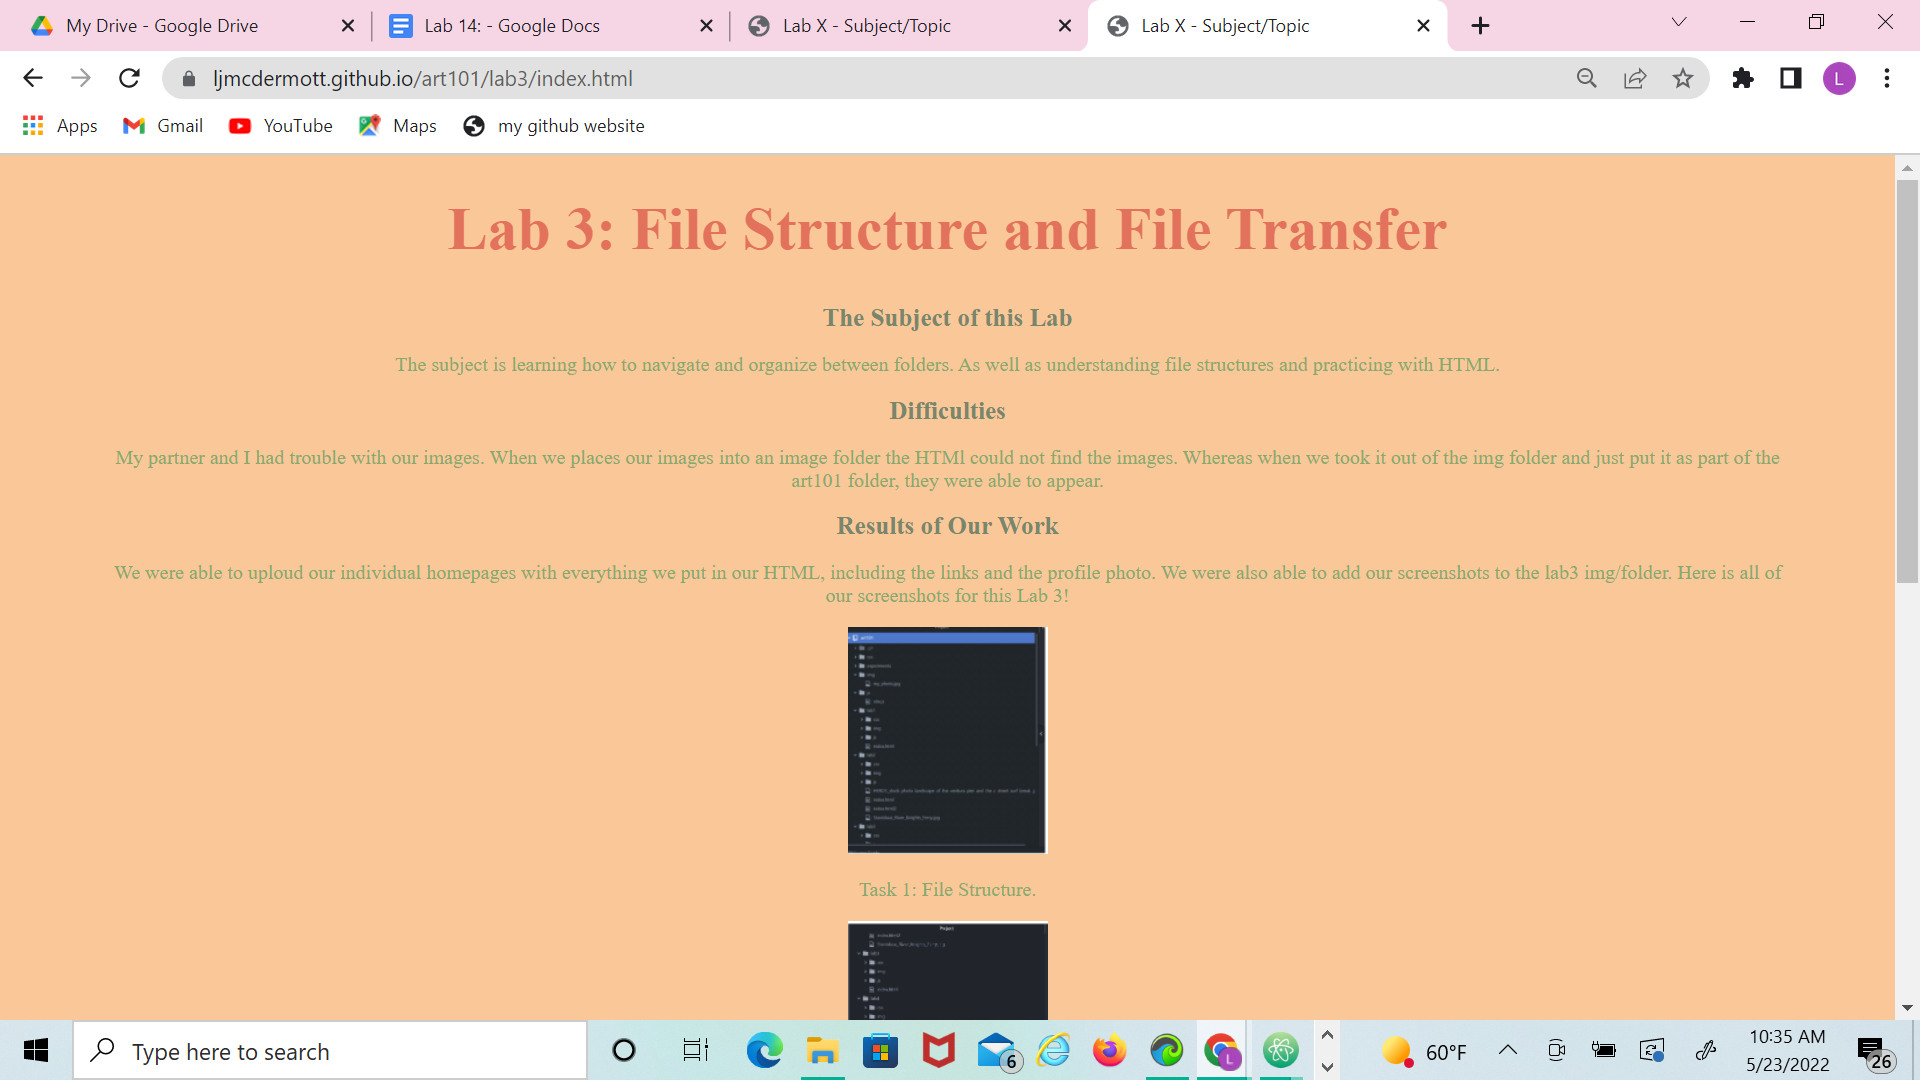 My Drive - Google Drive
Lab 14: - Google Docs
Lab X - Subject/Topic
Lab X - Subject/Topic
ljmcdermott.github.io/art101/lab3/index.html
L
Apps
Gmail
YouTube
Maps
my github website
Lab 3: File Structure and File Transfer
The Subject of this Lab
The subject is learning how to navigate and organize between folders. As well as understanding file structures and practicing with HTML.
Difficulties
My partner and I had trouble with our images. When we places our images into an image folder the HTMl could not find the images. Whereas when we took it out of the img folder and just put it as part of the
art101 folder, they were able to appear.
Results of Our Work
We were able to uploud our individual homepages with everything we put in our HTML, including the links and the profile photo. We were also able to add our screenshots to the lab3 img/folder. Here is all of
our screenshots for this Lab 3!
Task 1: File Structure.
Project
Type here to search
6
L
60°F
10:35 AM
5/23/2022
26